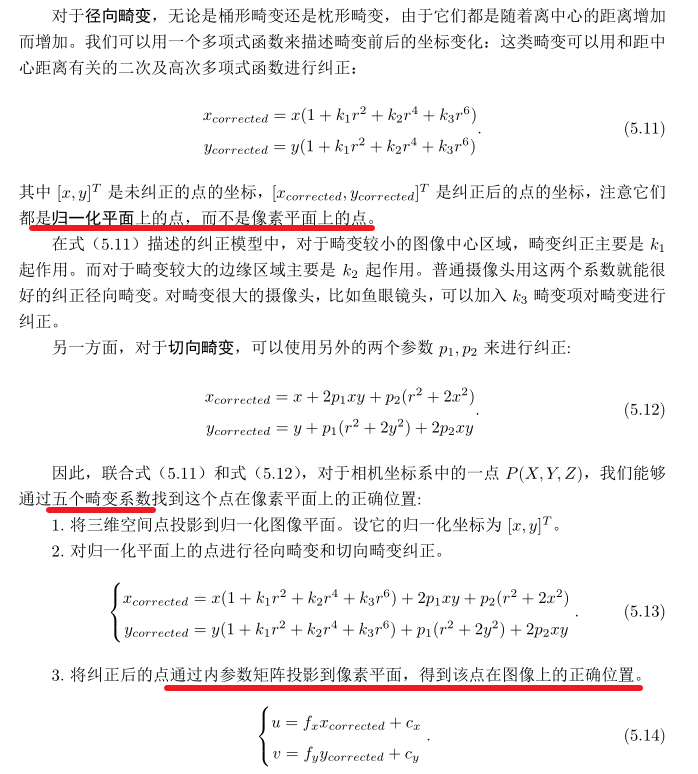 对于径向畸变，无论是桶形畸变还是枕形畸变，由于它们都是随着离中心的距离增加
而增加。我们可以用一个多项式函数来描述畸变前后的坐标变化：这类畸变可以用和距中
心距离有关的二次及高次多项式函数进行纠正：
x_{corrected} = x(1 + k_1r^2 + k_2r^4 + k_3r^6)
y_{corrected} = y(1 + k_1r^2 + k_2r^4 + k_3r^6) . (5.11)
其中 [x, y]^T 是未纠正的点的坐标，[x_{corrected}, y_{corrected}]^T 是纠正后的点的坐标，注意它们
都是归一化平面上的点，而不是像素平面上的点。
在式（5.11）描述的纠正模型中，对于畸变较小的图像中心区域，畸变纠正主要是 k_1
起作用。而对于畸变较大的边缘区域主要是 k_2 起作用。普通摄像头用这两个系数就能很
好的纠正径向畸变。对畸变很大的摄像头，比如鱼眼镜头，可以加入 k_3 畸变项对畸变进行
纠正。
另一方面，对于切向畸变，可以使用另外的两个参数 p_1, p_2 来进行纠正:
x_{corrected} = x + 2p_1xy + p_2(r^2 + 2x^2)
y_{corrected} = y + p_1(r^2 + 2y^2) + 2p_2xy . (5.12)
因此，联合式（5.11）和式（5.12），对于相机坐标系中的一点 P(X, Y, Z)，我们能够
通过五个畸变系数找到这个点在像素平面上的正确位置:
1. 将三维空间点投影到归一化图像平面。设它的归一化坐标为 [x, y]^T。
2. 对归一化平面上的点进行径向畸变和切向畸变纠正。
{ x_{corrected} = x(1 + k_1r^2 + k_2r^4 + k_3r^6) + 2p_1xy + p_2(r^2 + 2x^2)
y_{corrected} = y(1 + k_1r^2 + k_2r^4 + k_3r^6) + p_1(r^2 + 2y^2) + 2p_2xy . (5.13)
3. 将纠正后的点通过内参数矩阵投影到像素平面，得到该点在图像上的正确位置。
{ u = f_xx_{corrected} + c_x
v = f_yy_{corrected} + c_y . (5.14)